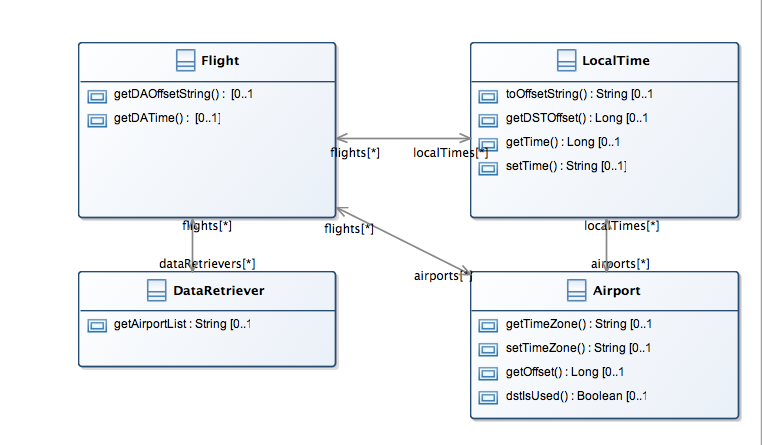 Flight
getDAOffsetString() : [0..1
getDATime() : [0..1]
LocalTime
toOffsetString() : String [0..1
getDSTOffset() : Long [0..1
getTime() : Long [0..1
setTime() : String [0..1]
flights[*]
localTimes[*]
flights[*]
dataRetrievers[*]
flights[*]
airports[*]
localTimes[*]
airports[*]
DataRetriever
getAirportList : String [0..1
Airport
getTimeZone() : String [0..1
setTimeZone() : String [0..1
getOffset() : Long [0..1
dstIsUsed() : Boolean [0..1